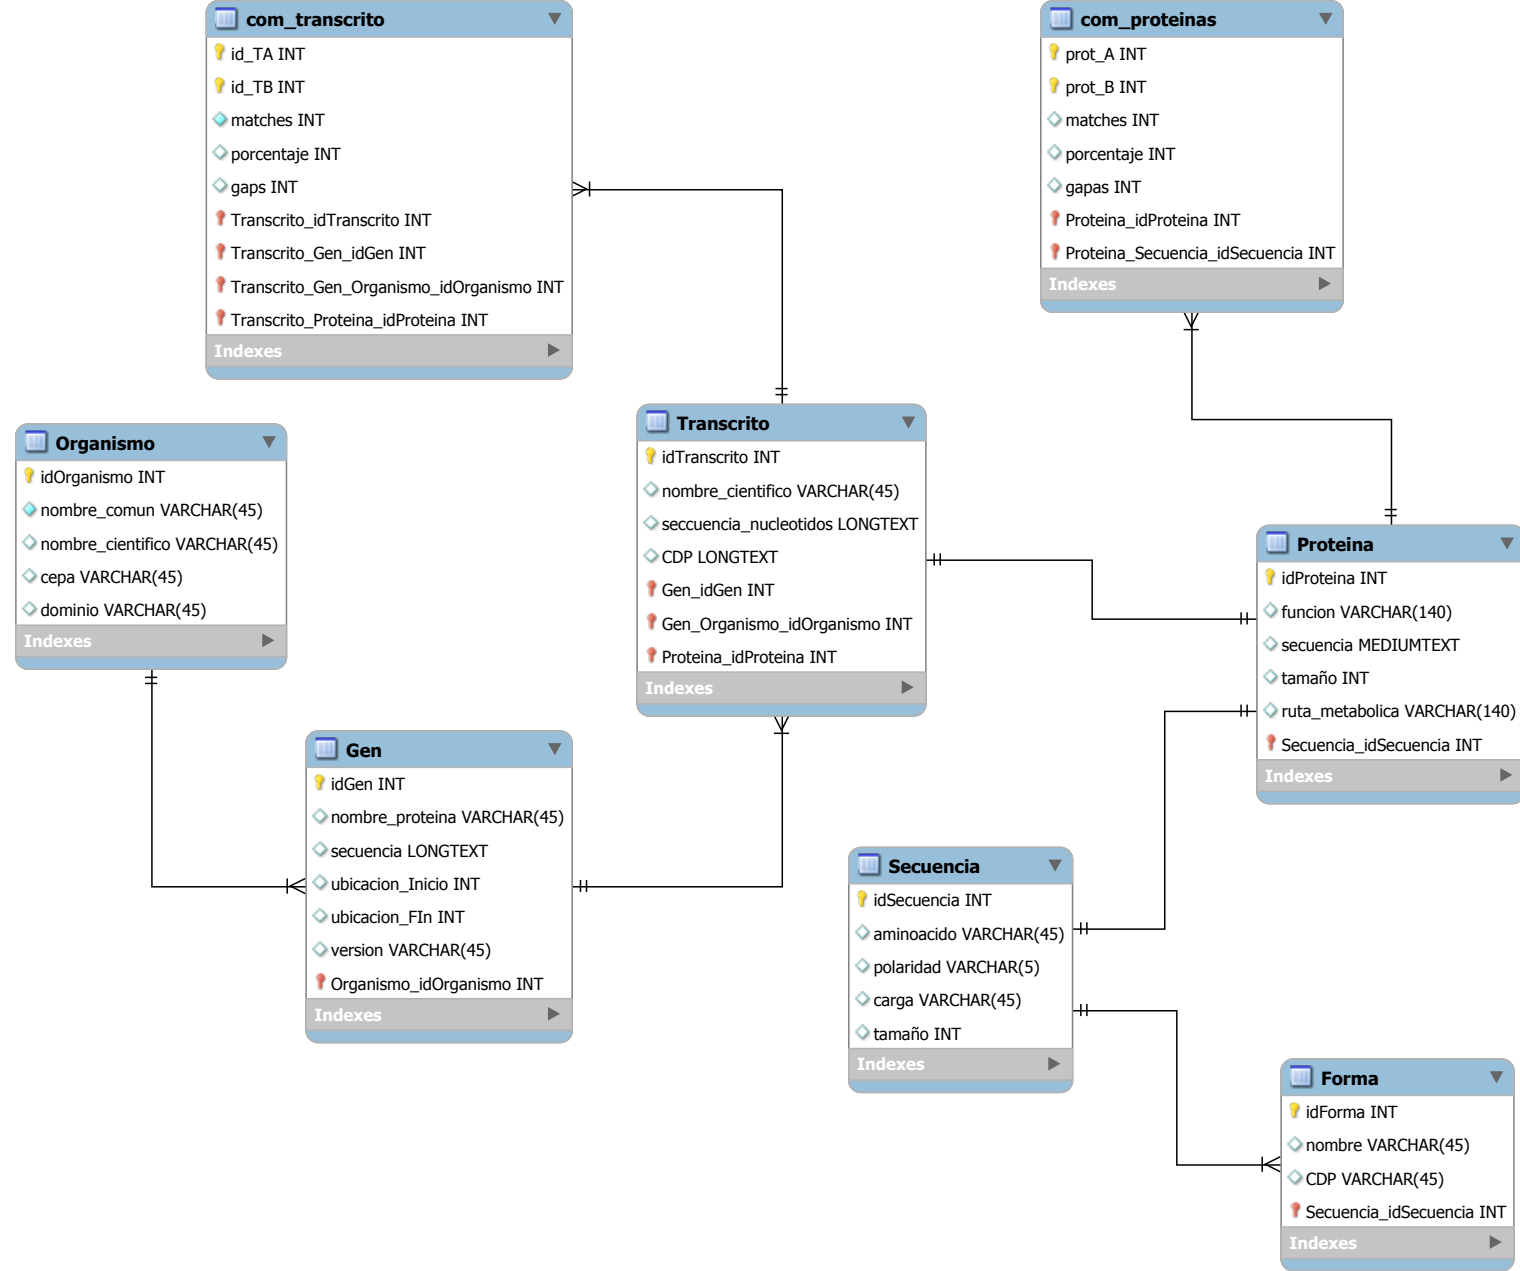 com_transcrito
id_TA INT
id_TB INT
matches INT
porcentaje INT
gaps INT
Transcrito_idTranscrito INT
Transcrito_Gen_idGen INT
Transcrito_Gen_Organismo_idOrganismo INT
Transcrito_Proteina_idProteina INT
Indexes
com_proteinas
prot_A INT
prot_B INT
matches INT
porcentaje INT
gapas INT
Proteina_idProteina INT
Proteina_Secuencia_idSecuencia INT
Indexes
Organismo
idOrganismo INT
nombre_comun VARCHAR(45)
nombre_cientifico VARCHAR(45)
cepa VARCHAR(45)
dominio VARCHAR(45)
Indexes
Transcrito
idTranscrito INT
nombre_cientifico VARCHAR(45)
seccuencia_nucleotidos LONGTEXT
CDP LONGTEXT
Gen_idGen INT
Gen_Organismo_idOrganismo INT
Proteina_idProteina INT
Indexes
Proteina
idProteina INT
funcion VARCHAR(140)
secuencia MEDIUMTEXT
tamaño INT
ruta_metabolica VARCHAR(140)
Secuencia_idSecuencia INT
Indexes
Gen
idGen INT
nombre_proteina VARCHAR(45)
secuencia LONGTEXT
ubicacion_Inicio INT
ubicacion_FIn INT
version VARCHAR(45)
Organismo_idOrganismo INT
Indexes
Secuencia
idSecuencia INT
aminoacido VARCHAR(45)
polaridad VARCHAR(5)
carga VARCHAR(45)
tamaño INT
Indexes
Forma
idForma INT
nombre VARCHAR(45)
CDP VARCHAR(45)
Secuencia_idSecuencia INT
Indexes